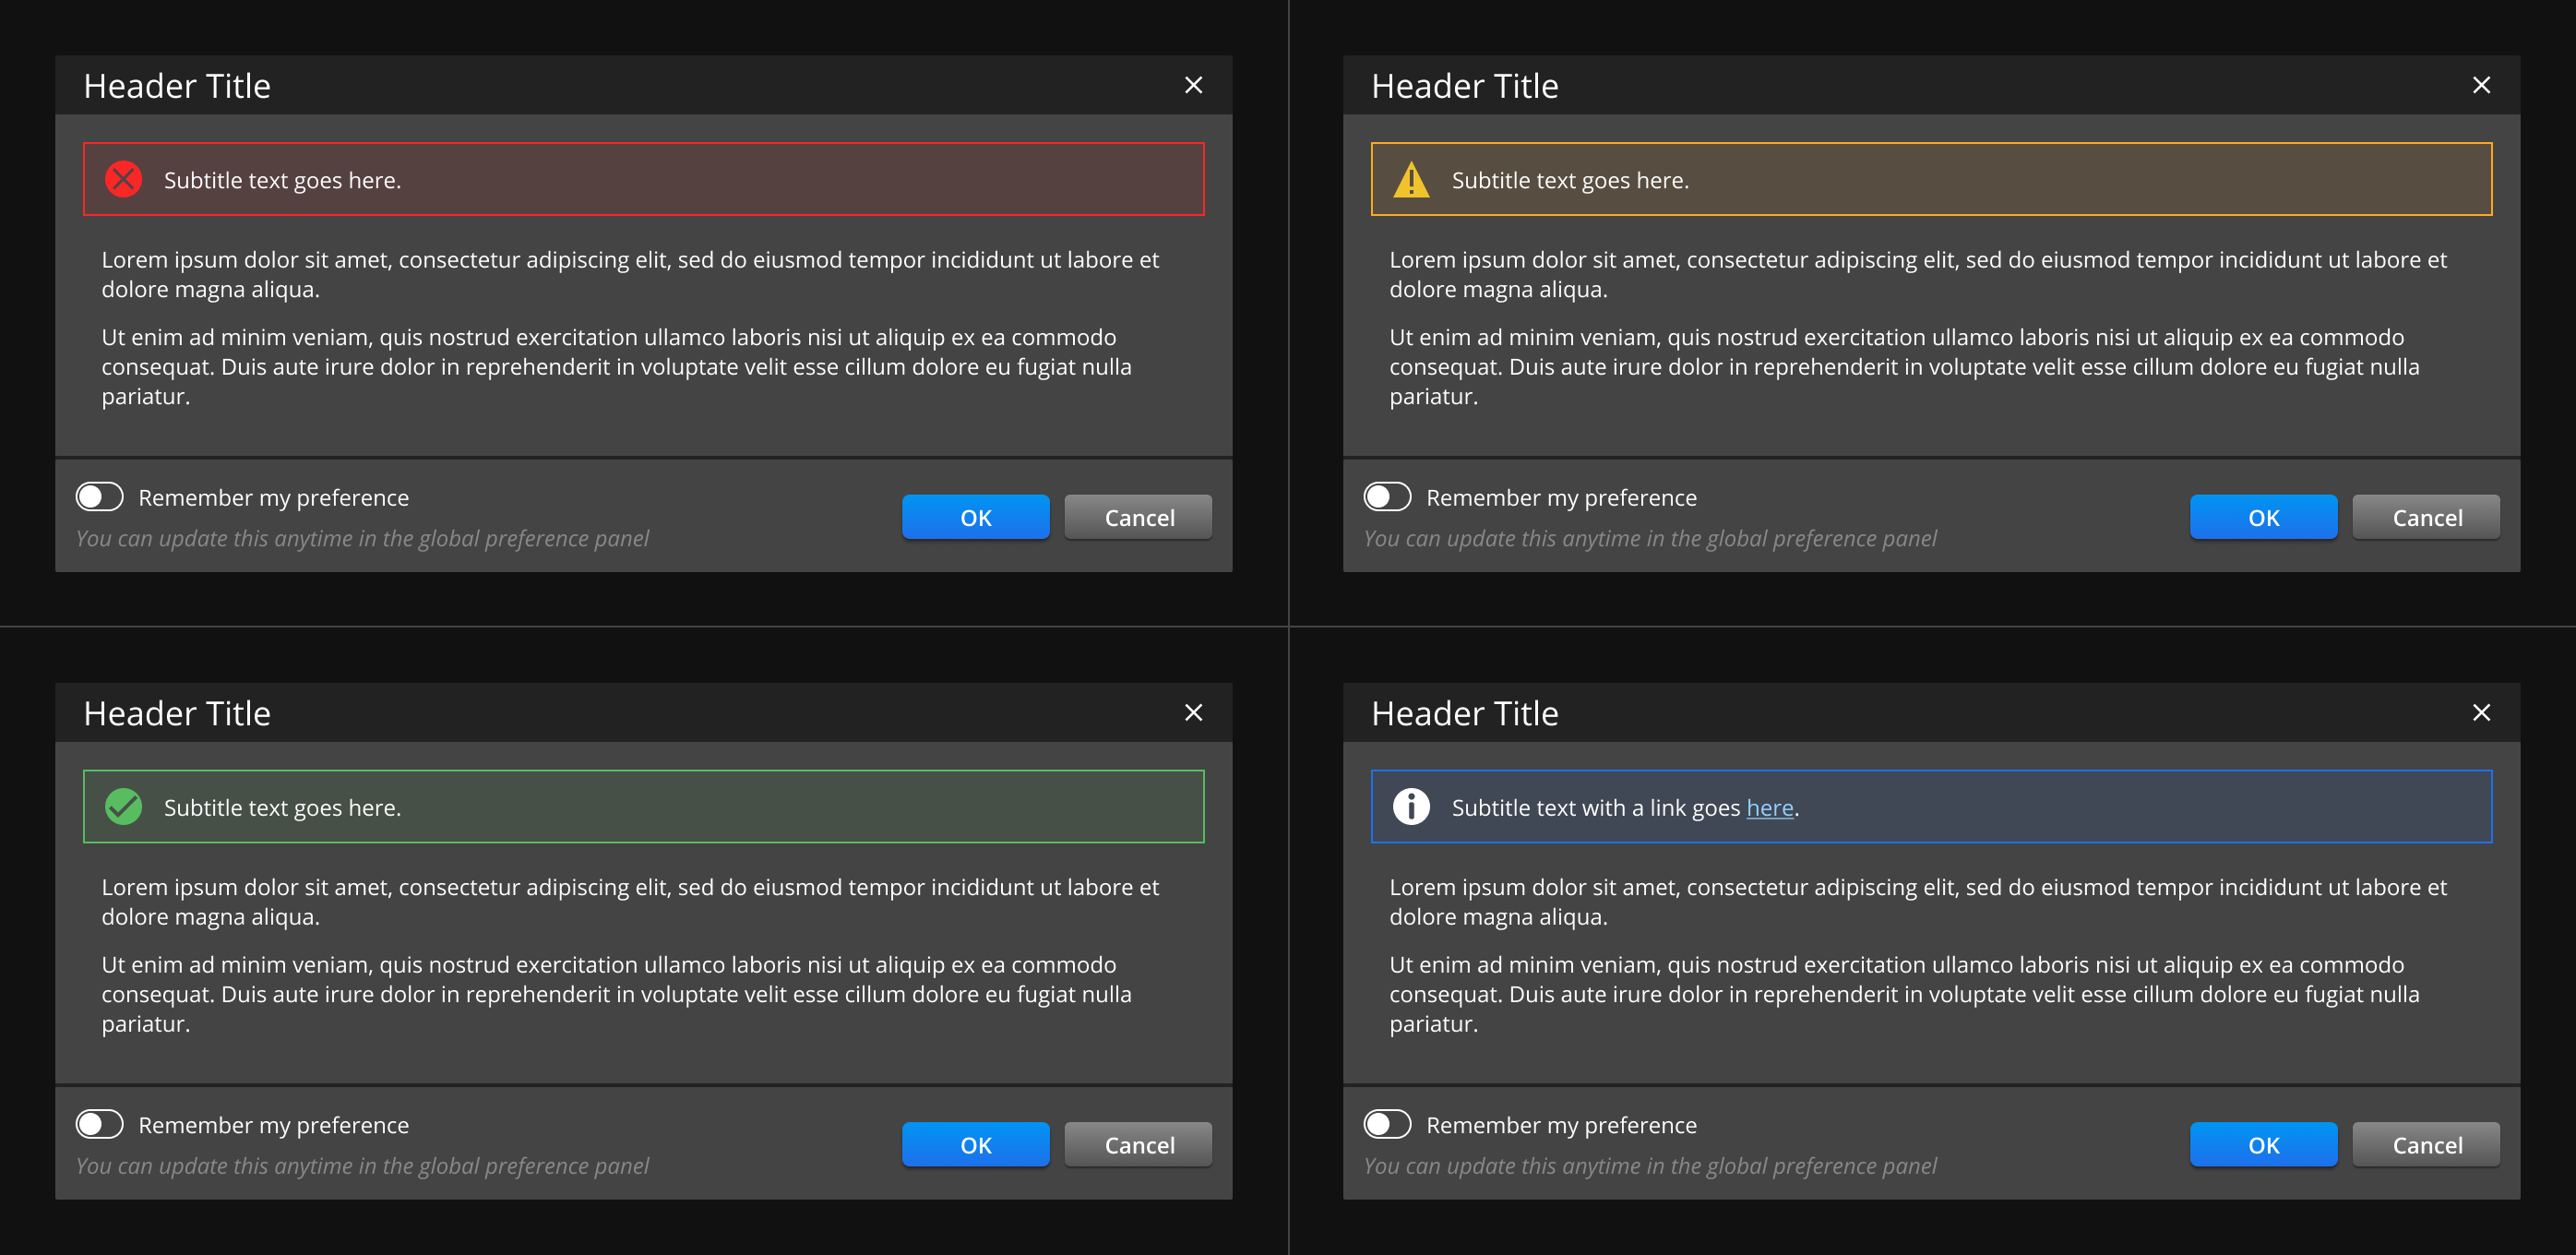 Header Title
Subtitle text goes here.
Lorem ipsum dolor sit amet, consectetur adipiscing elit, sed do eiusmod tempor incididunt ut labore et
dolore magna aliqua.
Ut enim ad minim veniam, quis nostrud exercitation ullamco laboris nisi ut aliquip ex ea commodo
consequat. Duis aute irure dolor in reprehenderit in voluptate velit esse cillum dolore eu fugiat nulla
pariatur.
Remember my preference
You can update this anytime in the global preference panel
OK
Cancel
Header Title
Subtitle text goes here.
Lorem ipsum dolor sit amet, consectetur adipiscing elit, sed do eiusmod tempor incididunt ut labore et
dolore magna aliqua.
Ut enim ad minim veniam, quis nostrud exercitation ullamco laboris nisi ut aliquip ex ea commodo
consequat. Duis aute irure dolor in reprehenderit in voluptate velit esse cillum dolore eu fugiat nulla
pariatur.
Remember my preference
You can update this anytime in the global preference panel
OK
Cancel
Header Title
Subtitle text goes here.
Lorem ipsum dolor sit amet, consectetur adipiscing elit, sed do eiusmod tempor incididunt ut labore et
dolore magna aliqua.
Ut enim ad minim veniam, quis nostrud exercitation ullamco laboris nisi ut aliquip ex ea commodo
consequat. Duis aute irure dolor in reprehenderit in voluptate velit esse cillum dolore eu fugiat nulla
pariatur.
Remember my preference
You can update this anytime in the global preference panel
OK
Cancel
Header Title
Subtitle text with a link goes here.
Lorem ipsum dolor sit amet, consectetur adipiscing elit, sed do eiusmod tempor incididunt ut labore et
dolore magna aliqua.
Ut enim ad minim veniam, quis nostrud exercitation ullamco laboris nisi ut aliquip ex ea commodo
consequat. Duis aute irure dolor in reprehenderit in voluptate velit esse cillum dolore eu fugiat nulla
pariatur.
Remember my preference
You can update this anytime in the global preference panel
OK
Cancel